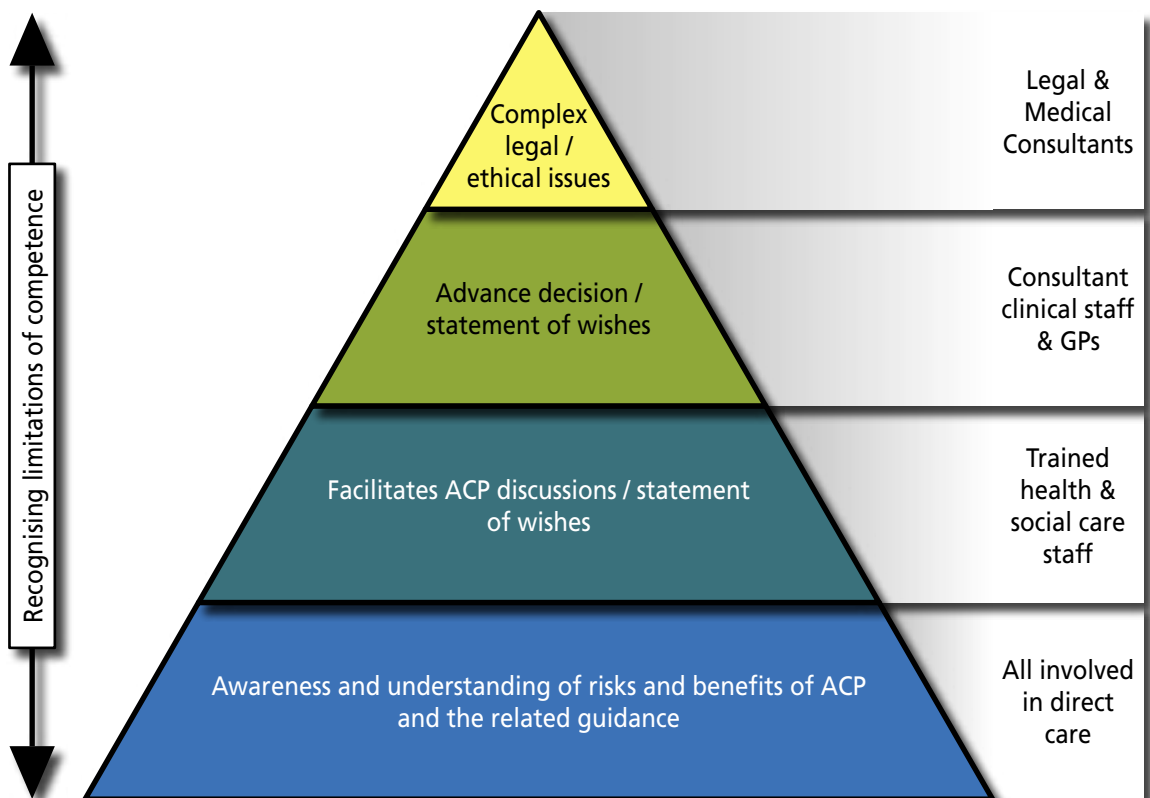 Recognising limitations of competence
Complex
legal /
ethical issues
Legal &
Medical
Consultants
Advance decision /
statement of wishes
Consultant
clinical staff
& GPs
Facilitates ACP discussions / statement
of wishes
Trained
health &
social care
staff
Awareness and understanding of risks and benefits of ACP
and the related guidance
All involved
in direct
care